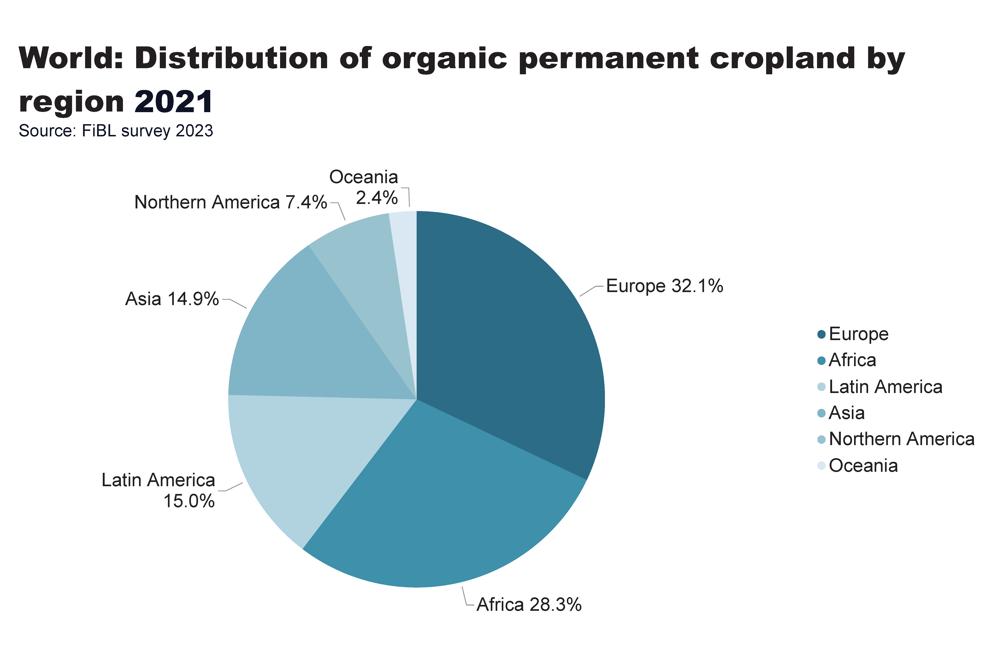 World: Distribution of organic permanent cropland by
region 2021
Source: FiBL survey 2023
Oceania
2.4%
Northern America 7.4%
Europe 32.1%
Asia 14.9%
Latin America
15.0%
Africa 28.3%
Europe
Africa
Latin America
Asia
Northern America
Oceania